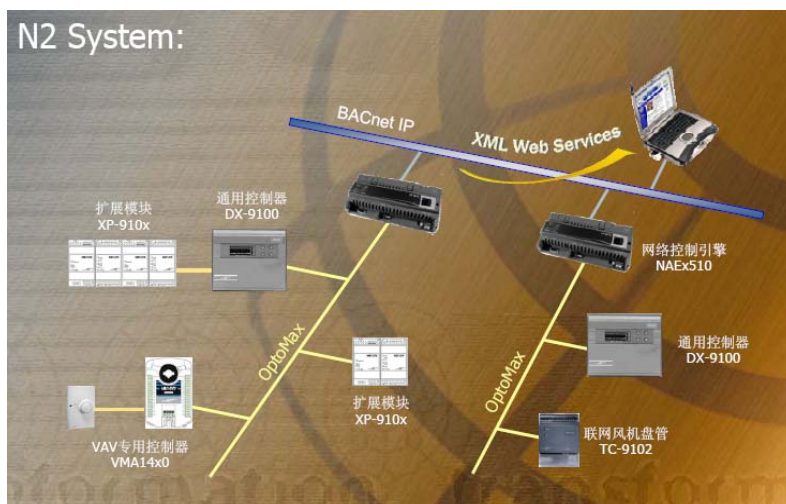 N2 System:
BACnet IP
XML Web Services
扩展模块
XP-910x
通用控制器
DX-9100
网络控制引擎
NAEx510
OptoMax
扩展模块
XP-910x
OptoMax
通用控制器
DX-9100
VAV专用控制器
VMA14x0
联网风机盘管
TC-9102